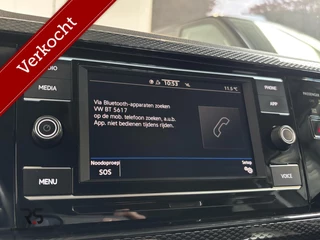 Verkocht
RADIO
MEDIA
MENU
PHONE
APP
VOICE
10:53
11.5°C
Via Bluetooth-apparaten zoeken
VW BT 5617
op de mob. telefoon zoeken, a.u.b.
App. niet bedienen tijdens rijden.
Noodoproep
SOS
Setup